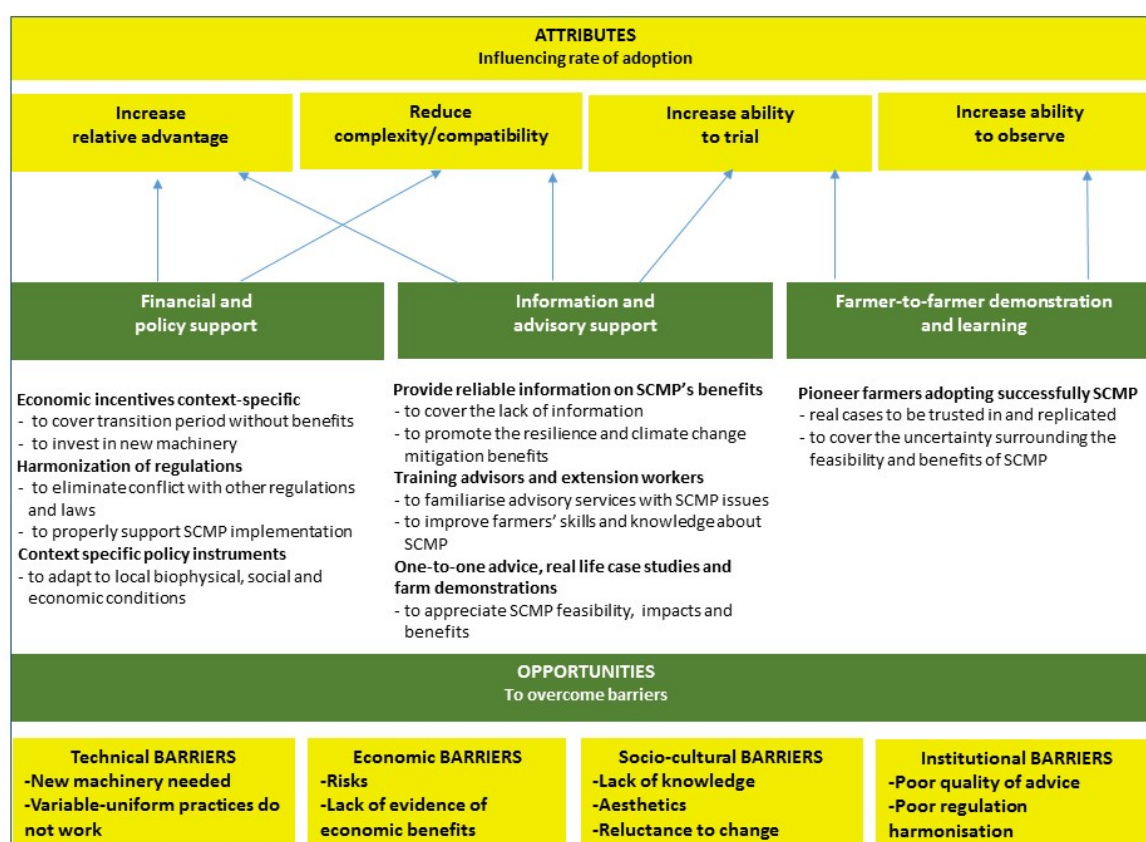 ATTRIBUTES
Influencing rate of adoption
Increase
relative advantage
Reduce
complexity/compatibility
Increase ability
to trial
Increase ability
to observe
Financial and
policy support
Information and
advisory support
Farmer-to-farmer demonstration
and learning
Economic incentives context-specific
- to cover transition period without benefits
- to invest in new machinery
Harmonization of regulations
- to eliminate conflict with other regulations
and laws
- to properly support SCMP implementation
Context specific policy instruments
- to adapt to local biophysical, social and
economic conditions
Provide reliable information on SCMP's benefits
- to cover the lack of information
- to promote the resilience and climate change
mitigation benefits
Training advisors and extension workers
- to familiarise advisory services with SCMP issues
- to improve farmers' skills and knowledge about
SCMP
One-to-one advice, real life case studies and
farm demonstrations
- to appreciate SCMP feasibility, impacts and
benefits
Pioneer farmers adopting successfully SCMP
- real cases to be trusted in and replicated
- to cover the uncertainty surrounding the
feasibility and benefits of SCMP
OPPORTUNITIES
To overcome barriers
Technical BARRIERS
-New machinery needed
-Variable-uniform practices do
not work
Economic BARRIERS
-Risks
-Lack of evidence of
economic benefits
Socio-cultural BARRIERS
-Lack of knowledge
-Aesthetics
-Reluctance to change
Institutional BARRIERS
-Poor quality of advice
-Poor regulation
harmonisation